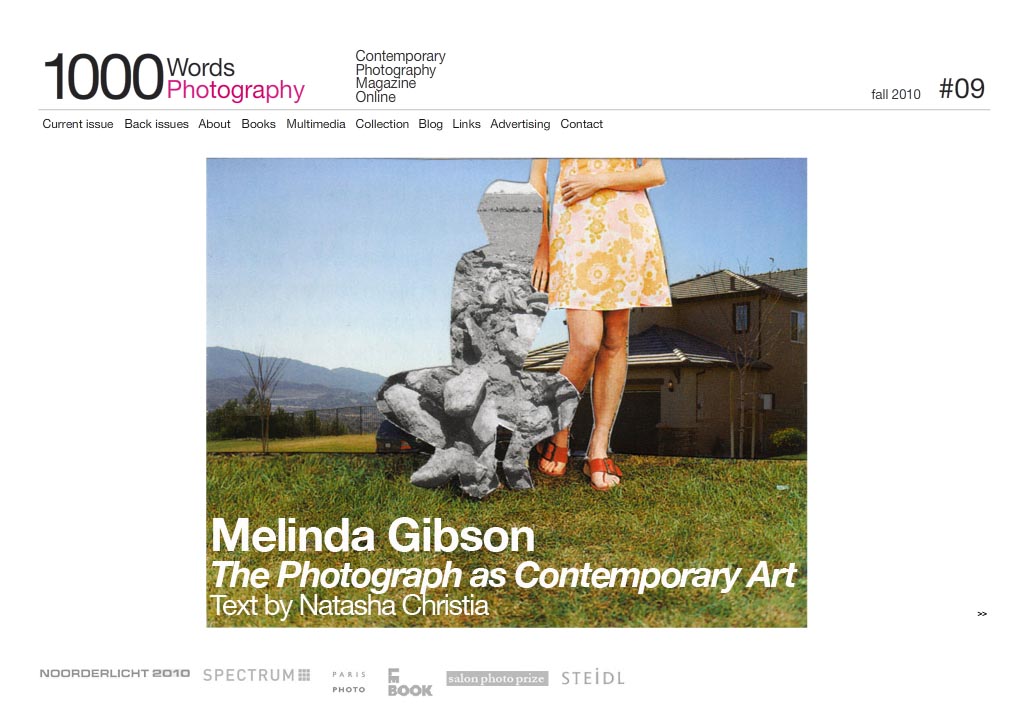 1000 Words
Photography
Contemporary
Photography
Magazine
Online
fall 2010 #09
Current issue Back issues About Books Multimedia Collection Blog Links Advertising Contact
Melinda Gibson
The Photograph as Contemporary Art
Text by Natasha Christia
>>
NOORDERLICHT 2010
SPECTRUM
PARIS
PHOTO
BOOK
salon photo prize
STEIDL